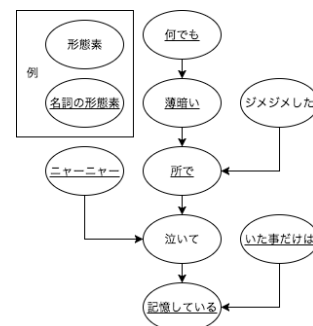 例
形態素
名詞の形態素
何でも
薄暗い
ジメジメした
ニャーニャー
所で
泣いて
いた事だけは
記憶している